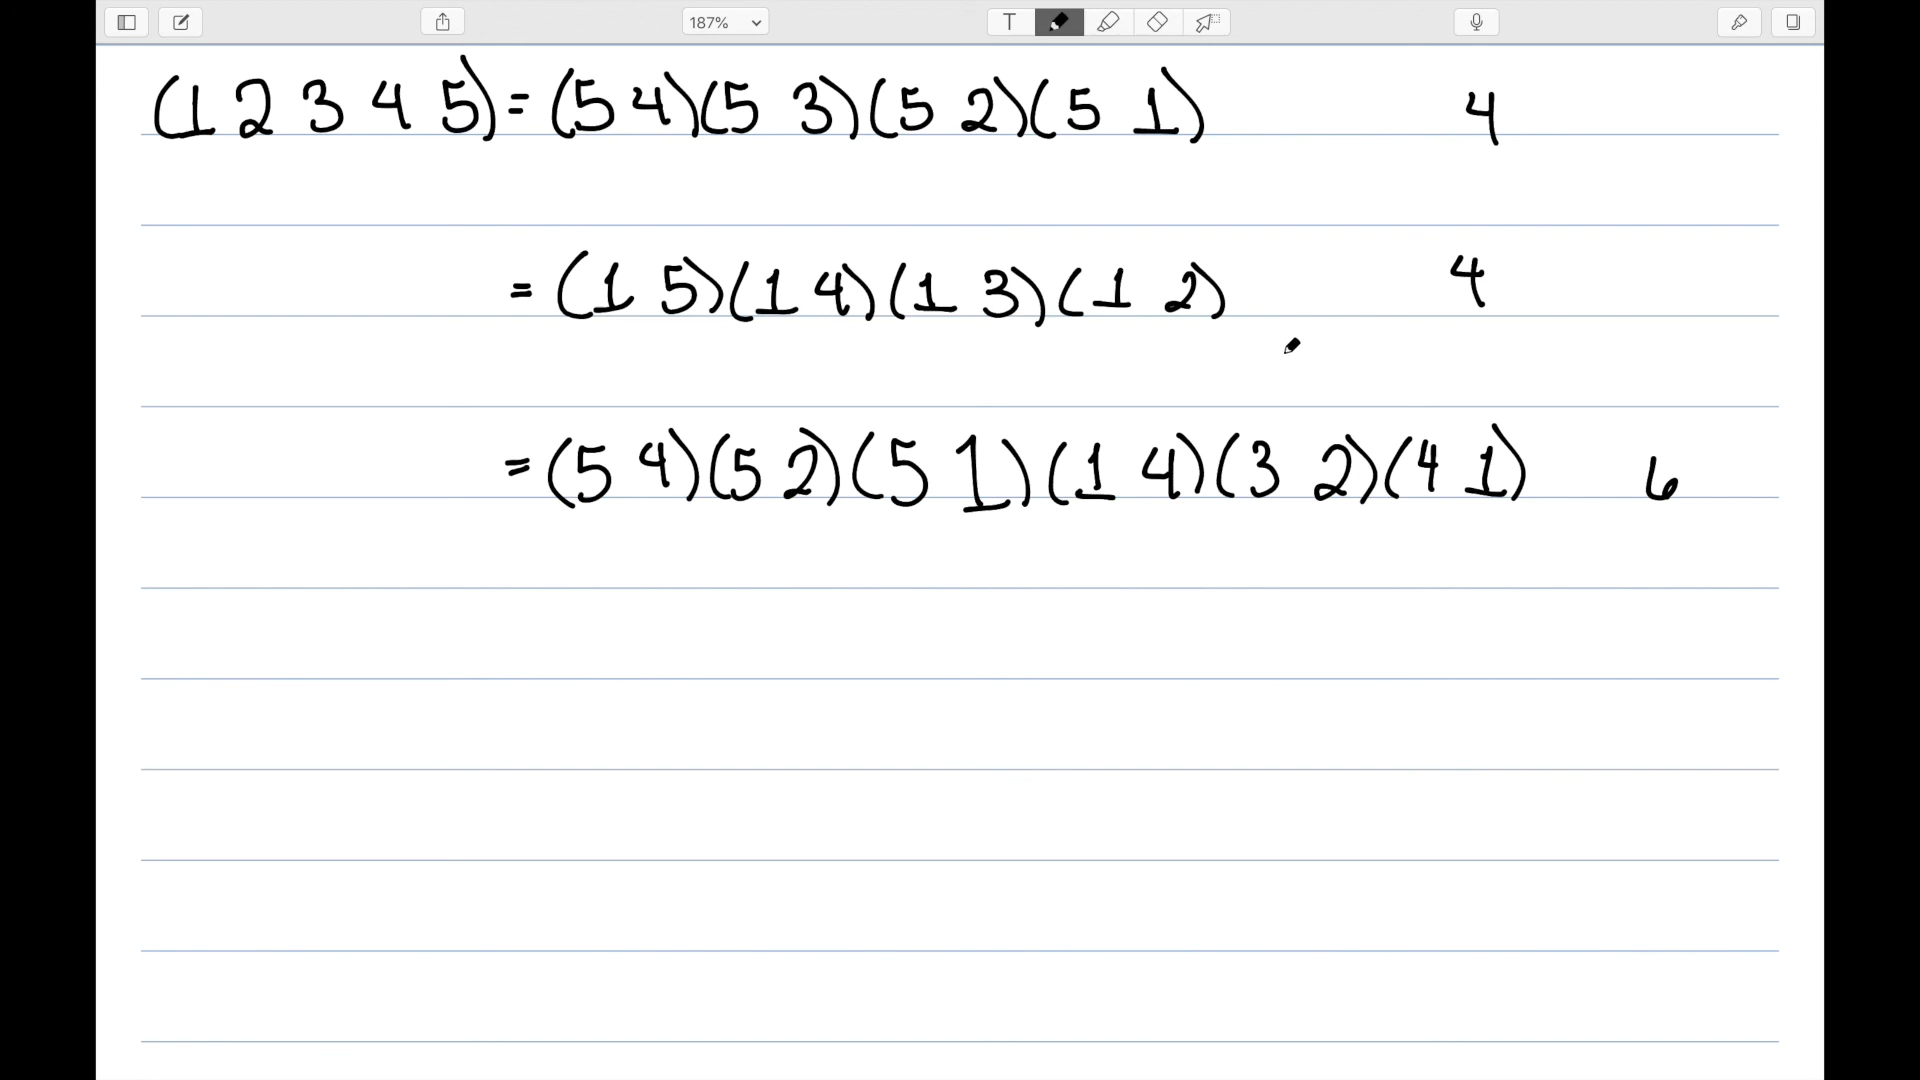 187%
T
(1 2 3 4 5) = (5 4)(5 3)(5 2)(5 1) 4
= (1 5)(1 4)(1 3)(1 2) 4
= (5 4)(5 2)(5 1)(1 4)(3 2)(4 1) 6